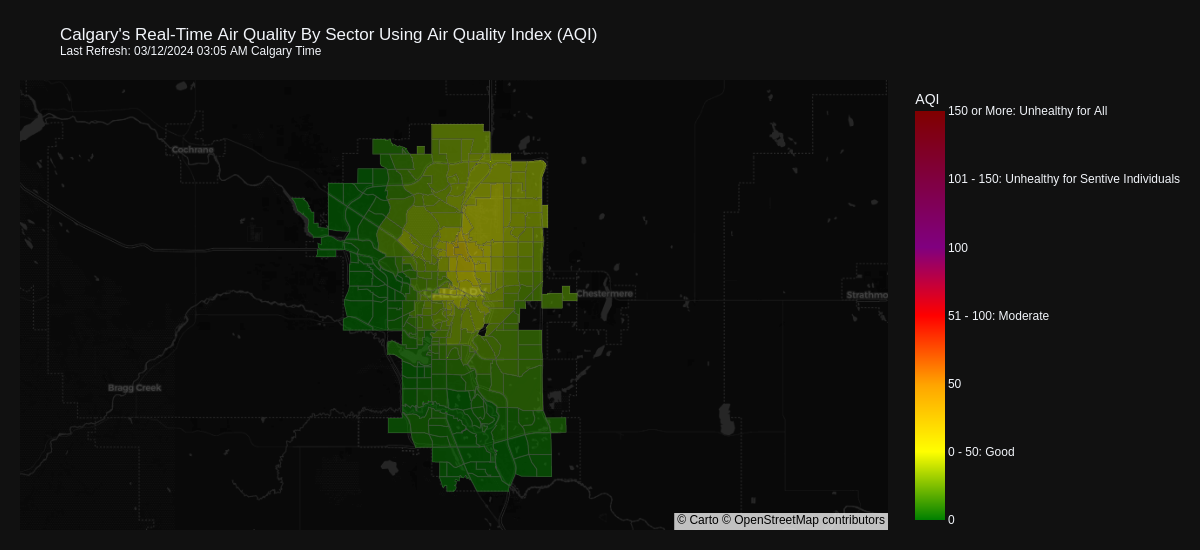 Calgary's Real-Time Air Quality By Sector Using Air Quality Index (AQI)
Last Refresh: 03/12/2024 03:05 AM Calgary Time
AQI
150 or More: Unhealthy for All
101 - 150: Unhealthy for Sentive Individuals
100
51 - 100: Moderate
50
0 - 50: Good
0
Cochrane
Chestermere
Strathmo
Bragg Creek
© Carto © OpenStreetMap contributors